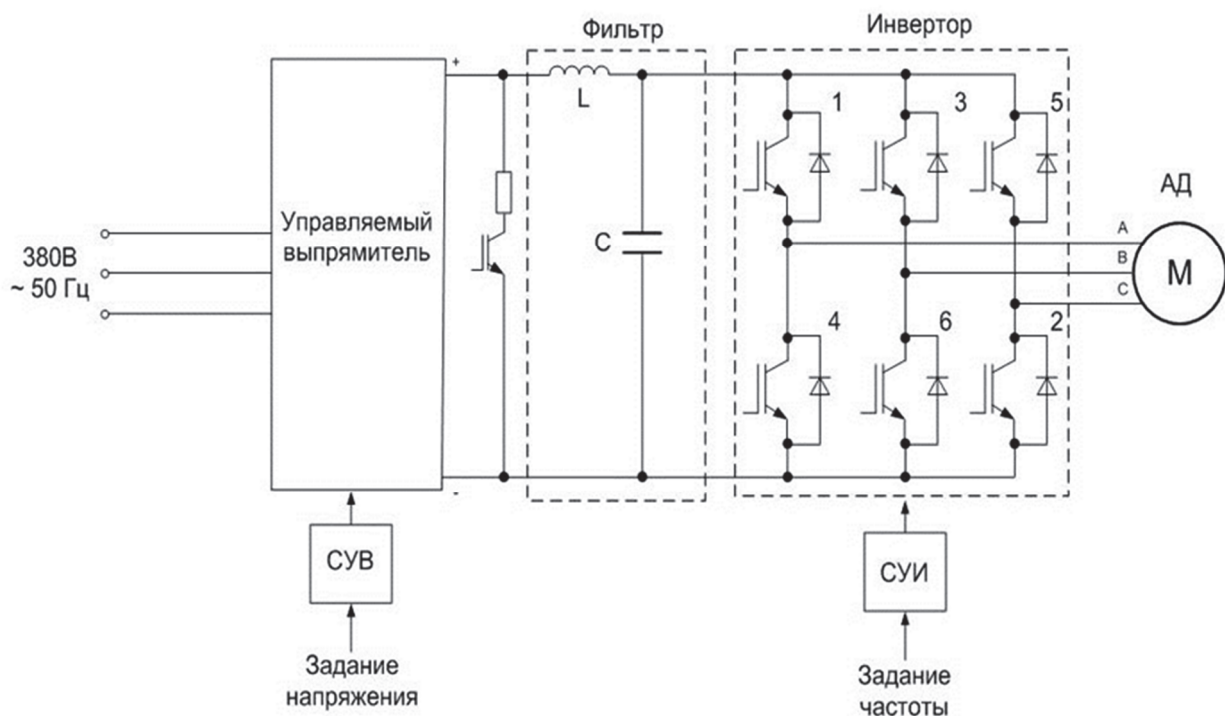 Фильтр
Инвертор
+
L
1
3
5
АД
Управляемый
выпрямитель
380В
~ 50 Гц
C
A
B
C
М
4
6
2
-
СУВ
СУИ
Задание
напряжения
Задание
частоты